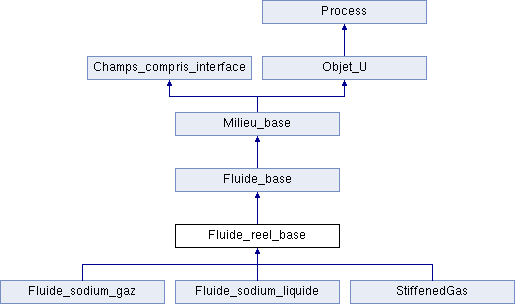 Process
Champs_compris_interface
Objet_U
Milieu_base
Fluide_base
Fluide_reel_base
Fluide_sodium_gaz
Fluide_sodium_liquide
StiffenedGas